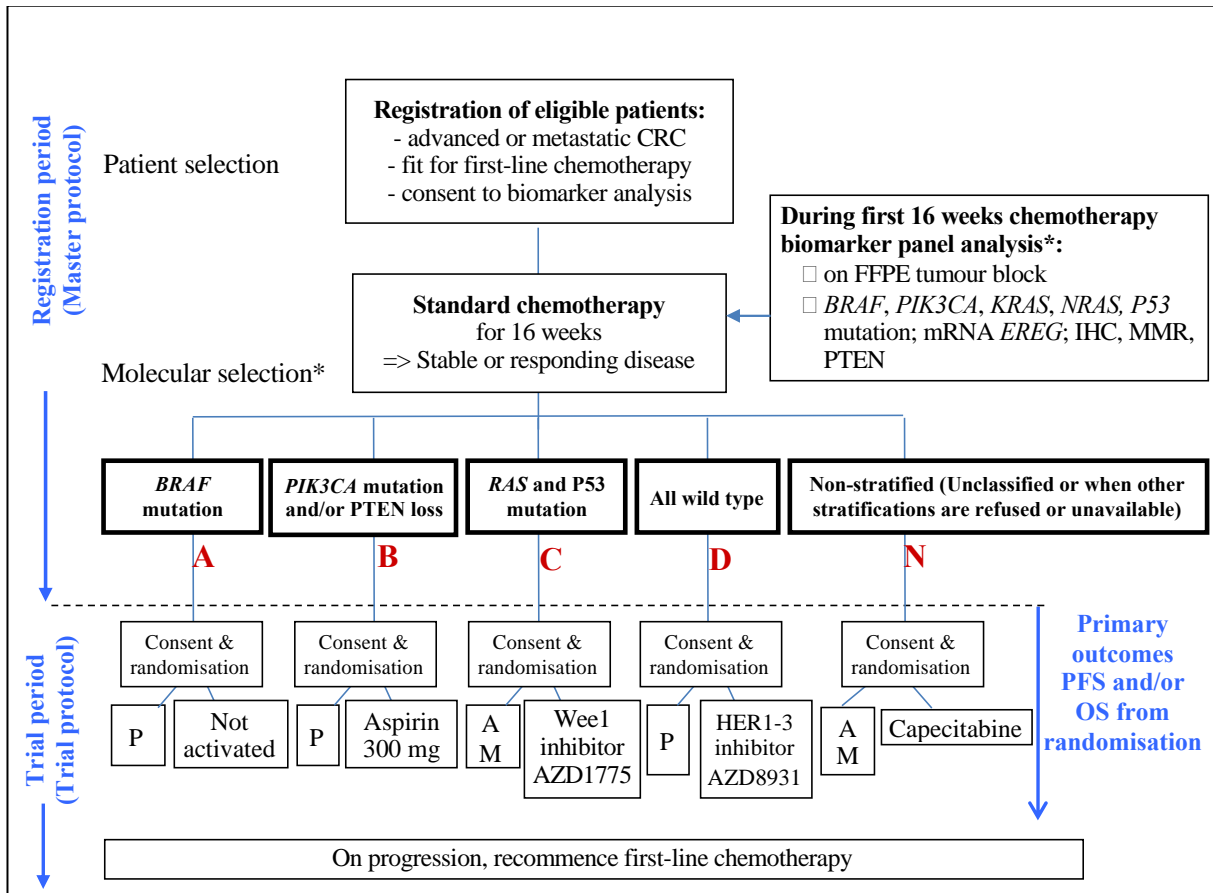 Registration period
(Master protocol)
Patient selection
Registration of eligible patients:
- advanced or metastatic CRC
- fit for first-line chemotherapy
- consent to biomarker analysis
During first 16 weeks chemotherapy
biomarker panel analysis*:
□ on FFPE tumour block
□ BRAF, PIK3CA, KRAS, NRAS, P53
mutation; mRNA EREG; IHC, MMR,
PTEN
Standard chemotherapy
for 16 weeks
=> Stable or responding disease
Molecular selection*
BRAF
mutation
PIK3CA mutation
and/or PTEN loss
RAS and P53
mutation
All wild type
Non-stratified (Unclassified or when other
stratifications are refused or unavailable)
A
B
C
D
N
Trial period
(Trial protocol)
Consent &
randomisation
Consent &
randomisation
Consent &
randomisation
Consent &
randomisation
Consent &
randomisation
P
Not
activated
P
Aspirin
300 mg
A
M
Wee1
inhibitor
AZD1775
P
HER1-3
inhibitor
AZD8931
A
M
Capecitabine
Primary
outcomes
PFS and/or
OS from
randomisation
On progression, recommence first-line chemotherapy